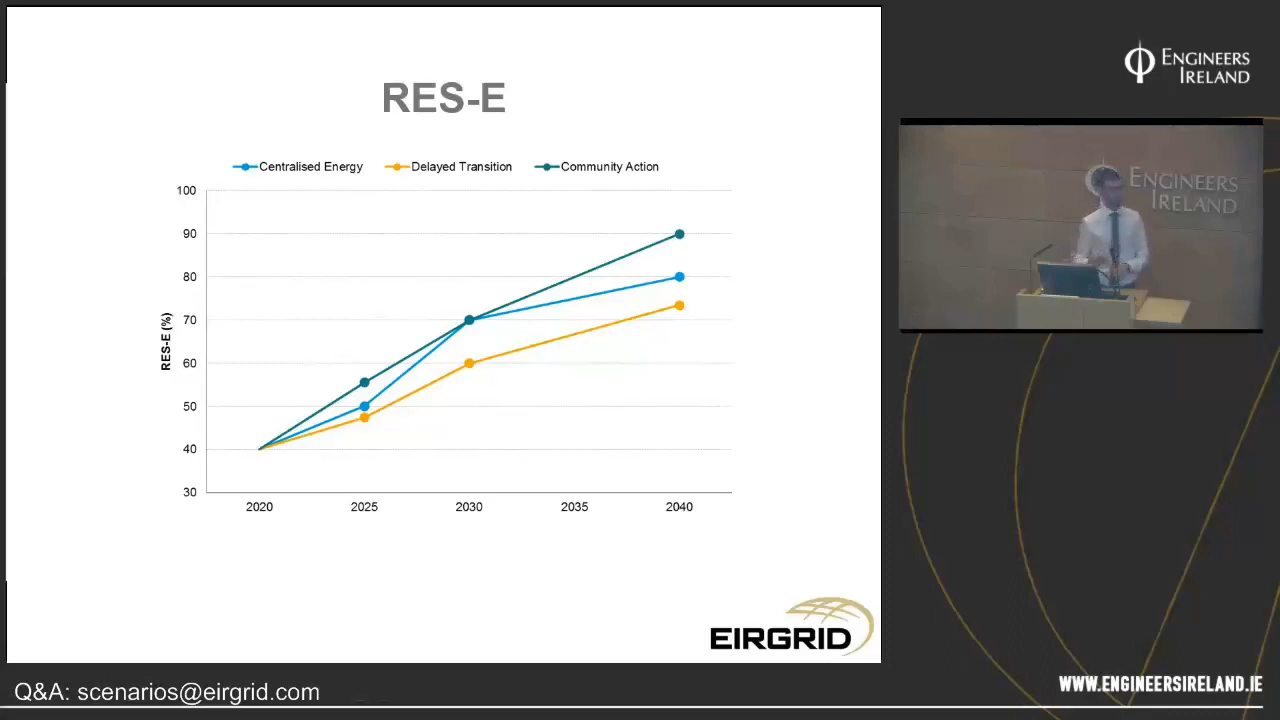 RES-E
Centralised Energy Delayed Transition Community Action
100
90
80
70
60
50
40
30
RES-E (%)
2020 2025 2030 2035 2040
EIRGRID
Q&A: scenarios@eirgrid.com
ENGINEERS
IRELAND
ENGINEERS
IRELAND
WWW.ENGINEERSIRELAND.IE